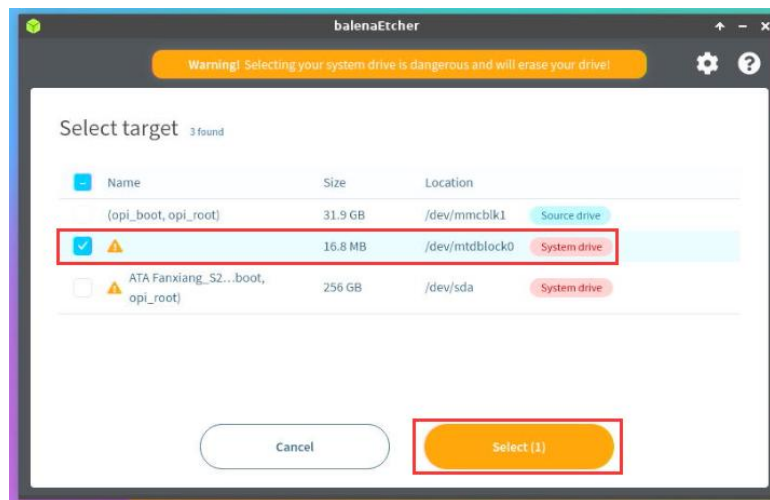 balenaEtcher
Warning! Selecting your system drive is dangerous and will erase your drive!
Select target 3 found
Name Size Location
(opi_boot, opi_root) 31.9 GB /dev/mmcblk1 Source drive
16.8 MB /dev/mtdblock0 System drive
ATA Fanxiang_S2...boot, opi_root) 256 GB /dev/sda System drive
Cancel Select (1)